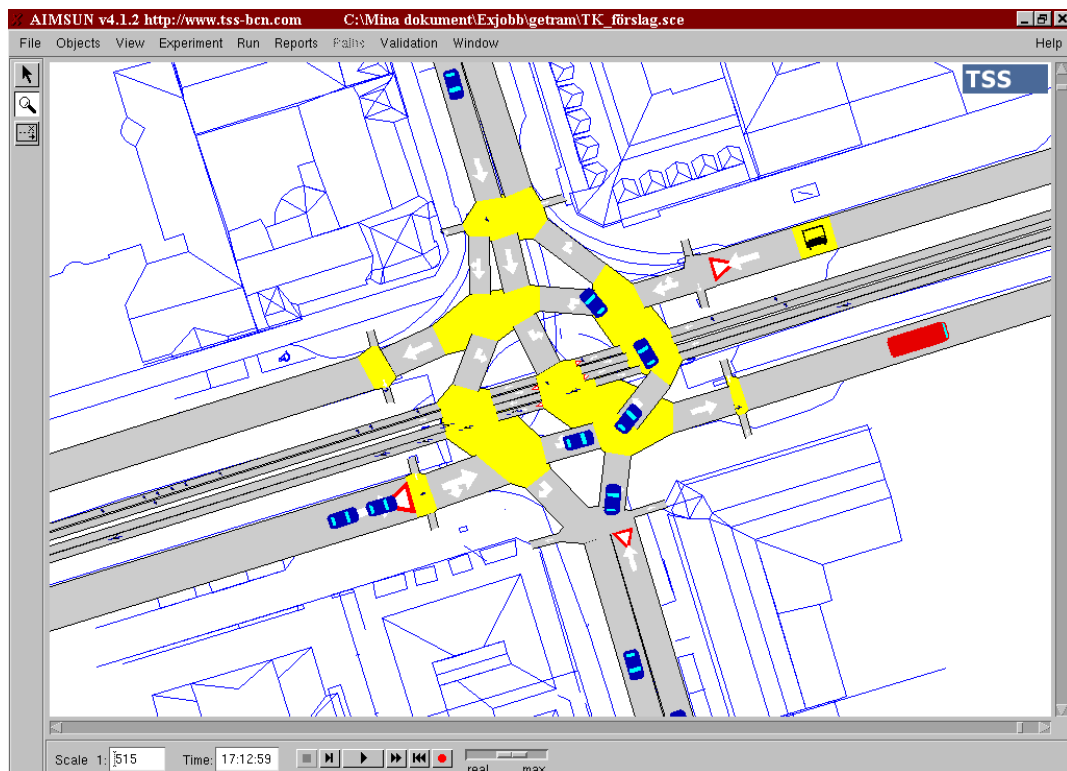 AIMSUN v4.1.2 http://www.tss-bcn.com C:\Mina dokument\Exjobb\getram\TK_förslag.sce
File Objects View Experiment Run Reports Paths Validation Window Help
TSS
Scale 1: 515 Time: 17:12:59
real max